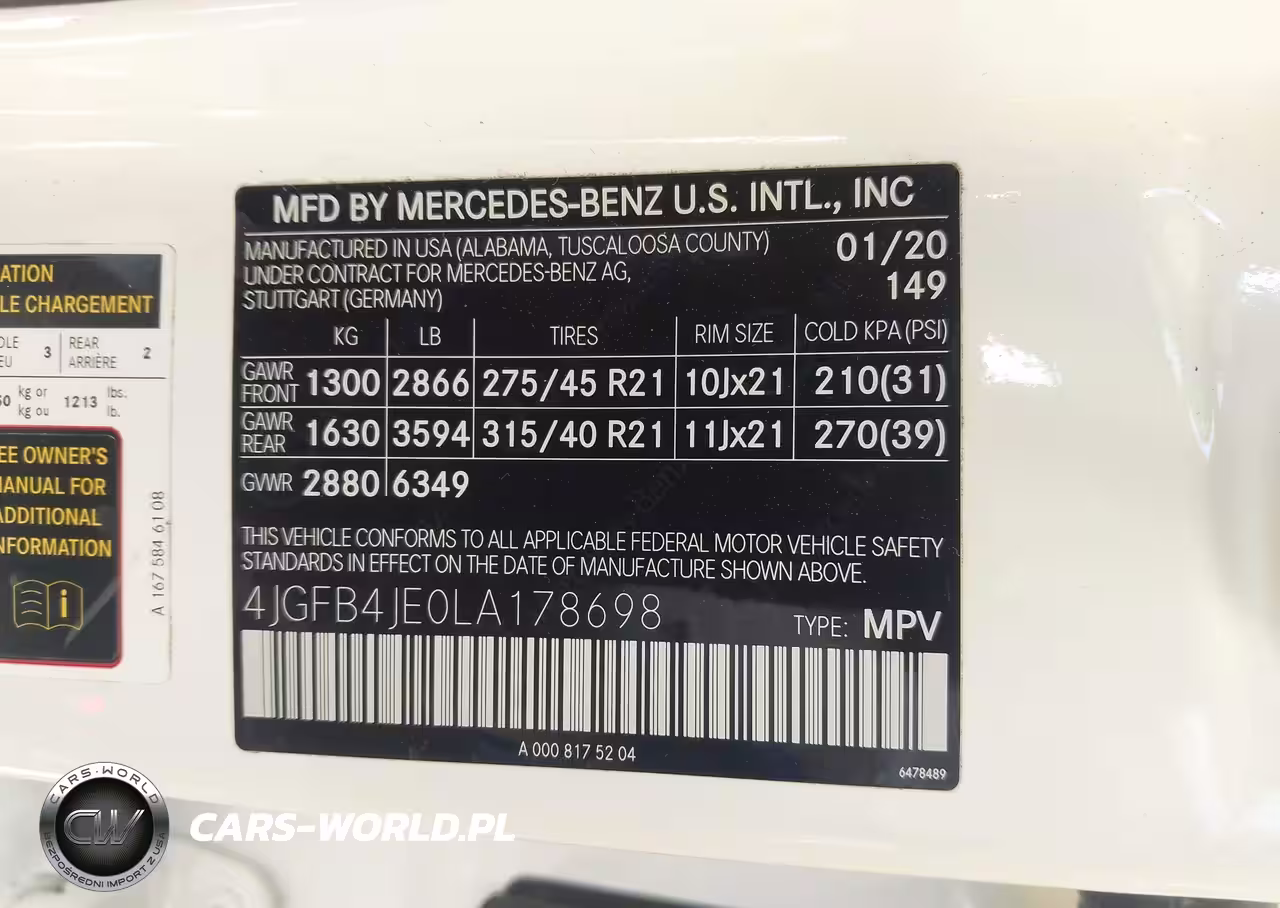 MFD BY MERCEDES-BENZ U.S. INTL., INC
MANUFACTURED IN USA (ALABAMA, TUSCALOOSA COUNTY) 01/20
UNDER CONTRACT FOR MERCEDES-BENZ AG, 149
STUTTGART (GERMANY)
KG LB TIRES RIM SIZE COLD KPA (PSI)
GAWR FRONT 1300 2866 275/45 R21 10Jx21 210(31)
GAWR REAR 1630 3594 315/40 R21 11Jx21 270(39)
GVWR 2880 6349
THIS VEHICLE CONFORMS TO ALL APPLICABLE FEDERAL MOTOR VEHICLE SAFETY
STANDARDS IN EFFECT ON THE DATE OF MANUFACTURE SHOWN ABOVE.
4JGFB4JE0LA178698 TYPE: MPV
A 000 817 52 04
6478489
ATION
LE CHARGEMENT
3 REAR ARRIÈRE 2
kg or kg ou 1213 lbs. lb.
EE OWNER'S
ANUAL FOR
ADDITIONAL
NFORMATION
i
A 167 584 61 08
CARS-WORLD
CW
BEZPOŚREDNI IMPORT Z USA
CARS-WORLD.PL